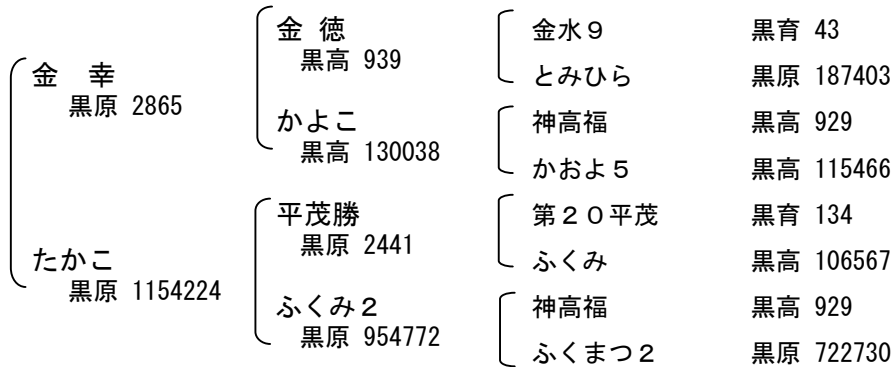 金 幸
黒原 2865
たかこ
黒原 1154224
金 徳
黒高 939
かよこ
黒高 130038
平茂勝
黒原 2441
ふくみ２
黒原 954772
金水９ 黒育 43
とみひら 黒原 187403
神高福 黒高 929
かおよ５ 黒高 115466
第２０平茂 黒育 134
ふくみ 黒高 106567
神高福 黒高 929
ふくまつ２ 黒原 722730